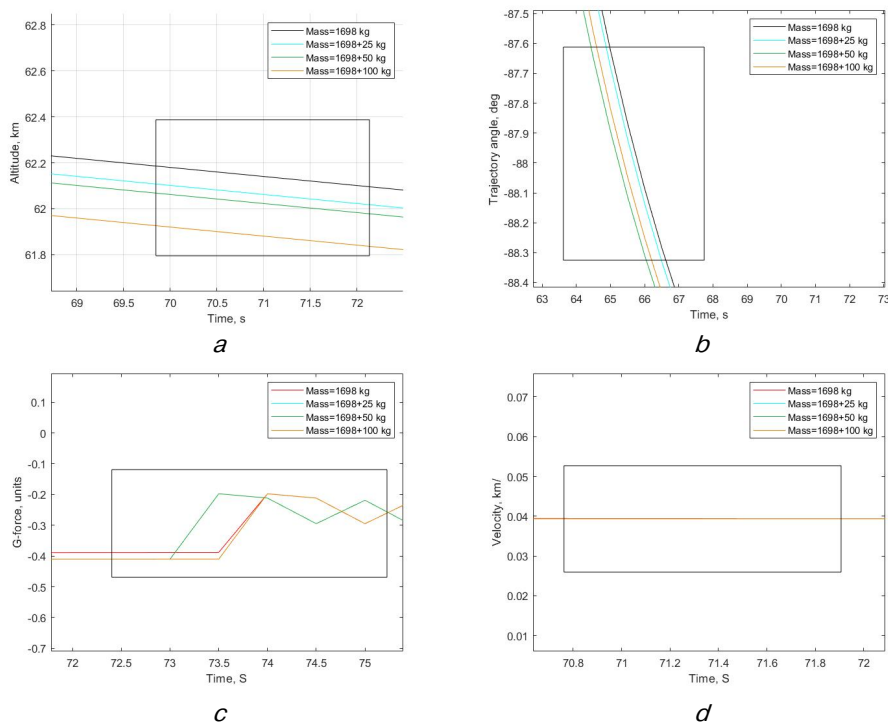 62.8
62.6
62.4
62.2
62
61.8
Altitude, km
69 69.5 70 70.5 71 71.5 72
Time, s
Mass=1698 kg
Mass=1698+25 kg
Mass=1698+50 kg
Mass=1698+100 kg
a
-87.5
-87.6
-87.7
-87.8
-87.9
-88
-88.1
-88.2
-88.3
-88.4
Trajectory angle, deg
63 64 65 66 67 68 69 70 71 72 73
Time, s
Mass=1698 kg
Mass=1698+25 kg
Mass=1698+50 kg
Mass=1698+100 kg
b
0.1
0
-0.1
-0.2
-0.3
-0.4
-0.5
-0.6
-0.7
G-force, units
72 72.5 73 73.5 74 74.5 75
Time, S
Mass=1698 kg
Mass=1698+25 kg
Mass=1698+50 kg
Mass=1698+100 kg
c
0.07
0.06
0.05
0.04
0.03
0.02
0.01
Velocity, km/
70.8 71 71.2 71.4 71.6 71.8 72
Time, S
Mass=1698 kg
Mass=1698+25 kg
Mass=1698+50 kg
Mass=1698+100 kg
d